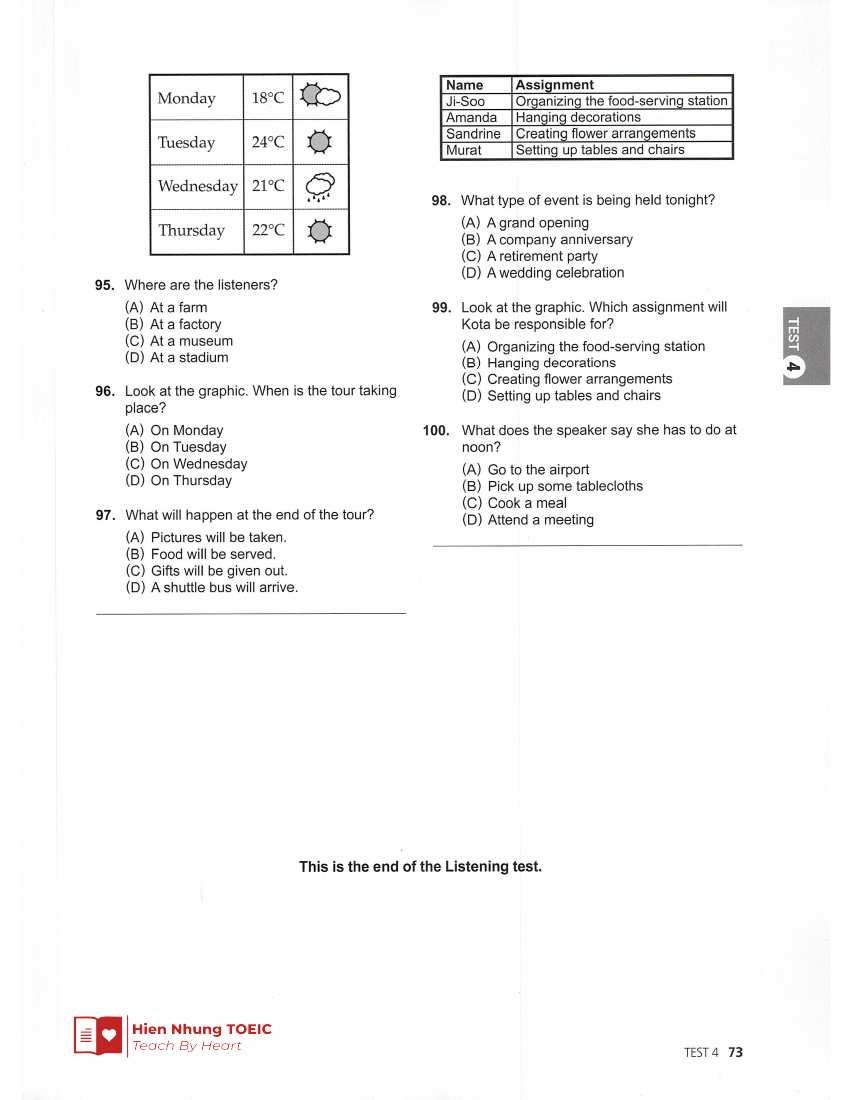 Monday 18°C
Tuesday 24°C
Wednesday 21°C
Thursday 22°C
95. Where are the listeners?
(A) At a farm
(B) At a factory
(C) At a museum
(D) At a stadium
96. Look at the graphic. When is the tour taking
place?
(A) On Monday
(B) On Tuesday
(C) On Wednesday
(D) On Thursday
97. What will happen at the end of the tour?
(A) Pictures will be taken.
(B) Food will be served.
(C) Gifts will be given out.
(D) A shuttle bus will arrive.
Name Assignment
Ji-Soo Organizing the food-serving station
Amanda Hanging decorations
Sandrine Creating flower arrangements
Murat Setting up tables and chairs
98. What type of event is being held tonight?
(A) A grand opening
(B) A company anniversary
(C) A retirement party
(D) A wedding celebration
99. Look at the graphic. Which assignment will
Kota be responsible for?
(A) Organizing the food-serving station
(B) Hanging decorations
(C) Creating flower arrangements
(D) Setting up tables and chairs
100. What does the speaker say she has to do at
noon?
(A) Go to the airport
(B) Pick up some tablecloths
(C) Cook a meal
(D) Attend a meeting
TEST 4
This is the end of the Listening test.
Hien Nhung TOEIC
Teach By Heart
TEST 4 73